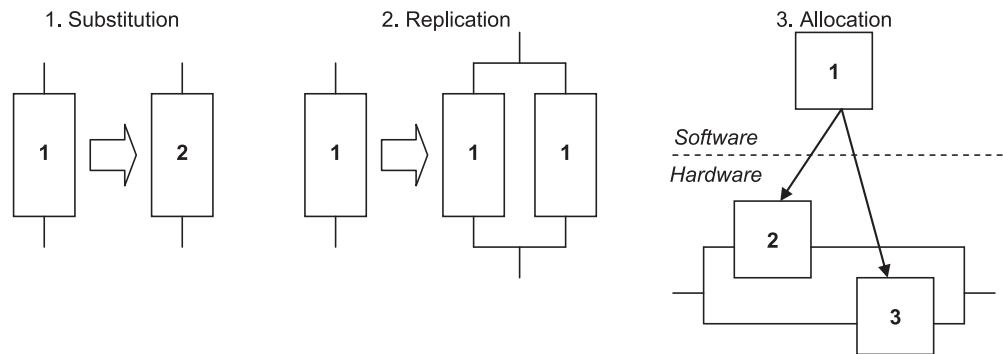 1. Substitution
2. Replication
3. Allocation
1
2
1
1
1
1
Software
Hardware
2
3